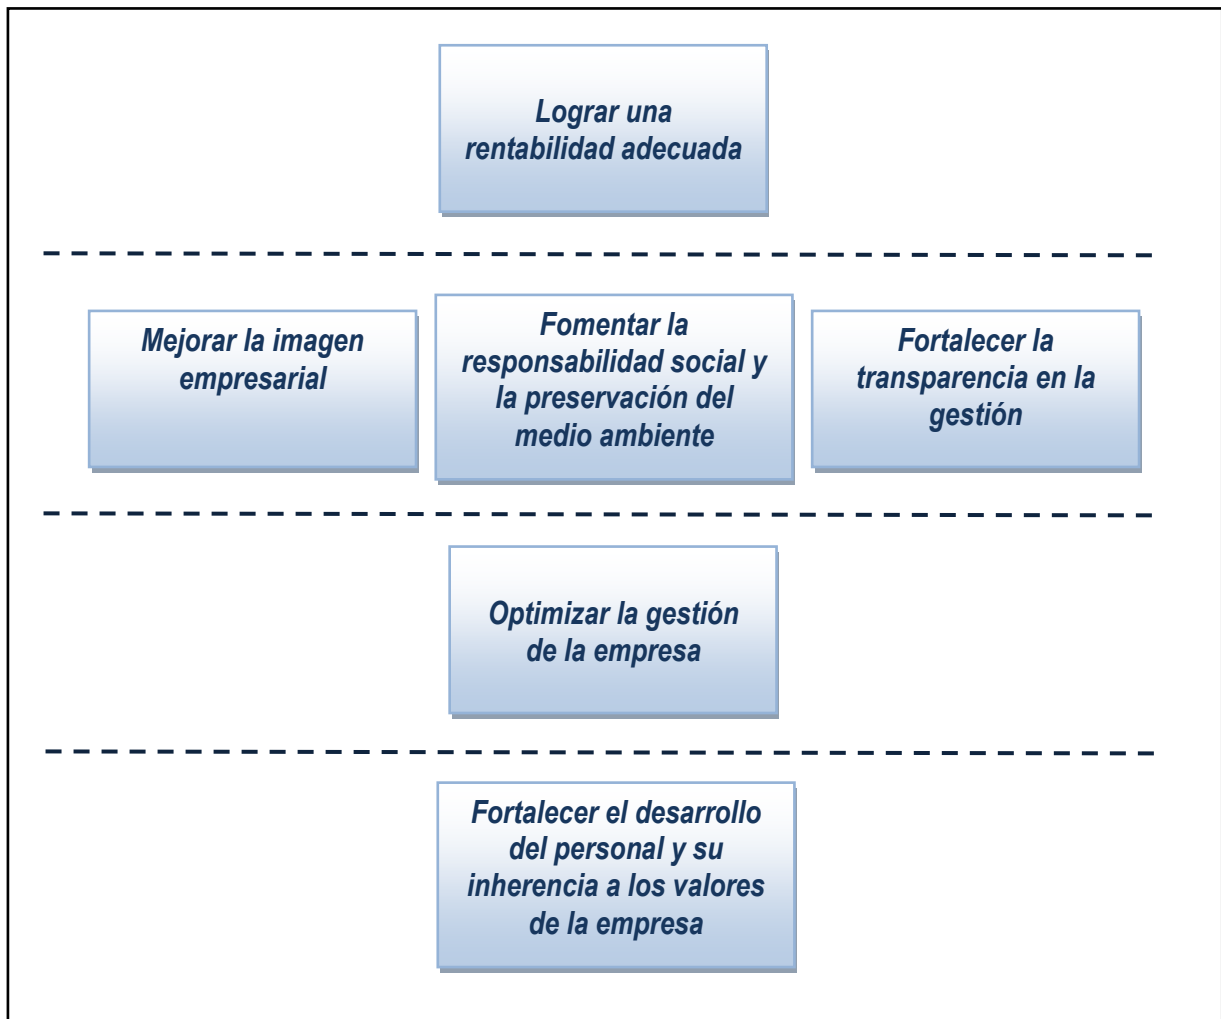 Lograr una
rentabilidad adecuada
Mejorar la imagen
empresarial
Fomentar la
responsabilidad social y
la preservación del
medio ambiente
Fortalecer la
transparencia en la
gestión
Optimizar la gestión
de la empresa
Fortalecer el desarrollo
del personal y su
inherencia a los valores
de la empresa